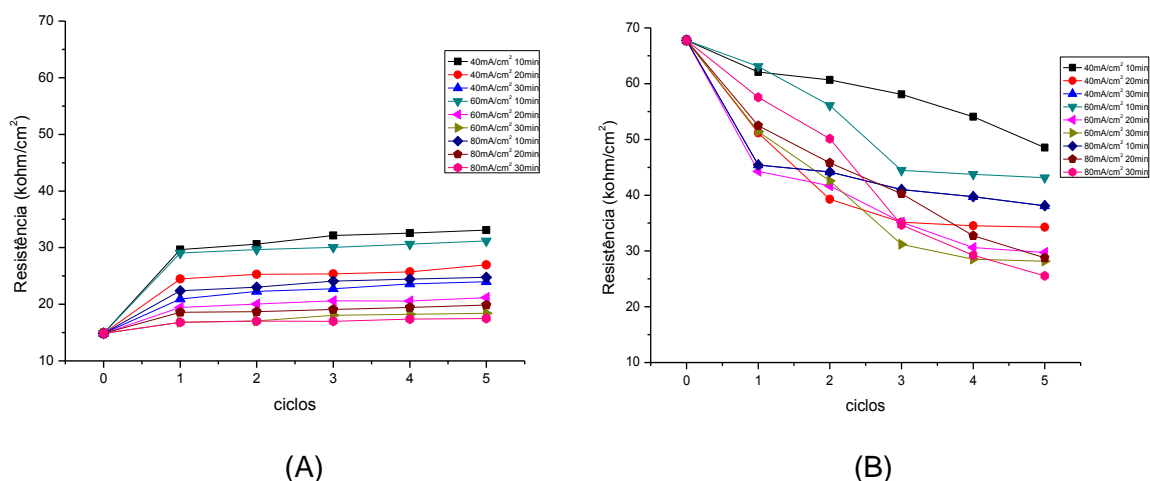 70
60
50
40
30
20
10
Resistência (kohm/cm²)
0 1 2 3 4 5
ciclos
40mA/cm² 10min
40mA/cm² 20min
40mA/cm² 30min
60mA/cm² 10min
60mA/cm² 20min
60mA/cm² 30min
80mA/cm² 10min
80mA/cm² 20min
80mA/cm² 30min
(A)
70
60
50
40
30
20
10
Resistência (kohm/cm²)
0 1 2 3 4 5
ciclos
40mA/cm² 10min
40mA/cm² 20min
40mA/cm² 30min
60mA/cm² 10min
60mA/cm² 20min
60mA/cm² 30min
80mA/cm² 10min
80mA/cm² 20min
80mA/cm² 30min
(B)